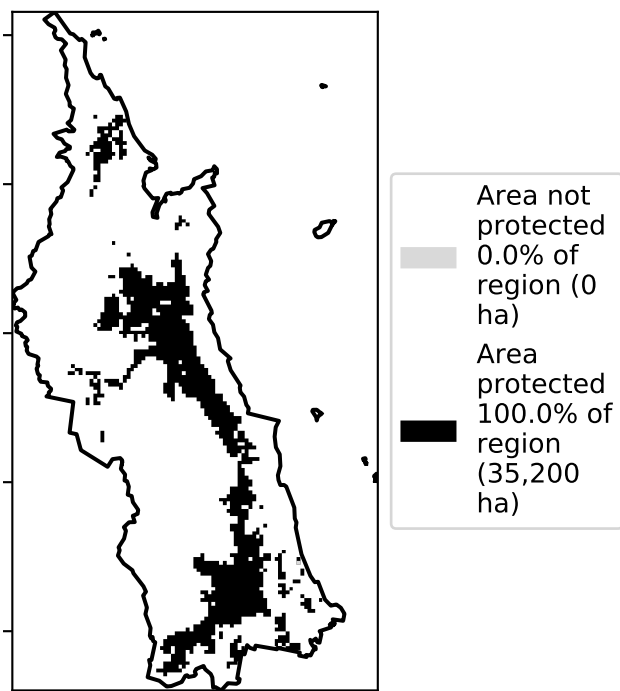 Area not
protected
0.0% of
region (0
ha)
Area
protected
100.0% of
region
(35,200
ha)